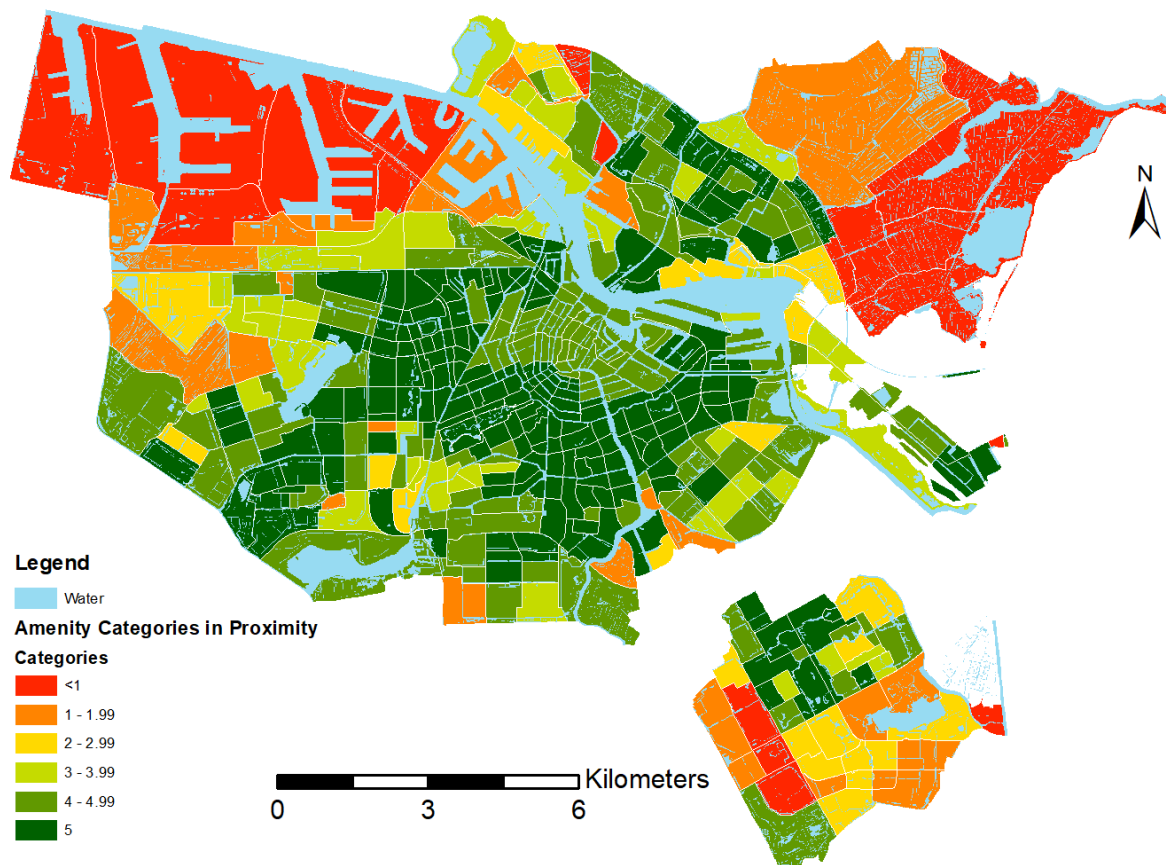 N
Legend
Water
Amenity Categories in Proximity
Categories
<1
1 - 1.99
2 - 2.99
3 - 3.99
4 - 4.99
5
Kilometers
0 3 6